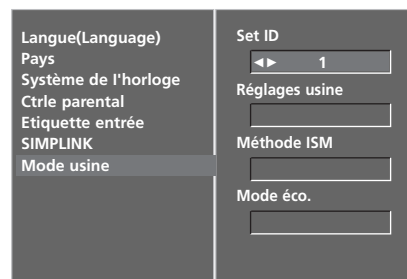 Langue(Language)
Pays
Système de l'horloge
Ctrle parental
Etiquette entrée
SIMPLINK
Mode usine
Set ID
◄► 1
Réglages usine
Méthode ISM
Mode éco.